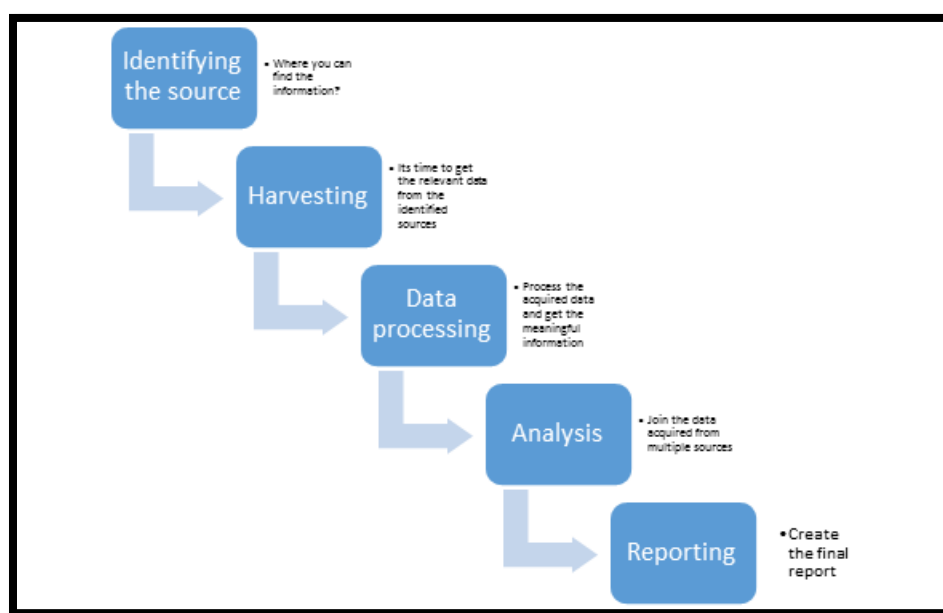 Identifying
the source
• Where you can
find the
information?
Harvesting
• Its time to get
the relevant data
from the
identified
sources
Data
processing
• Process the
acquired data
and get the
meaningful
information
Analysis
• Join the data
acquired from
multiple sources
Reporting
•Create
the final
report